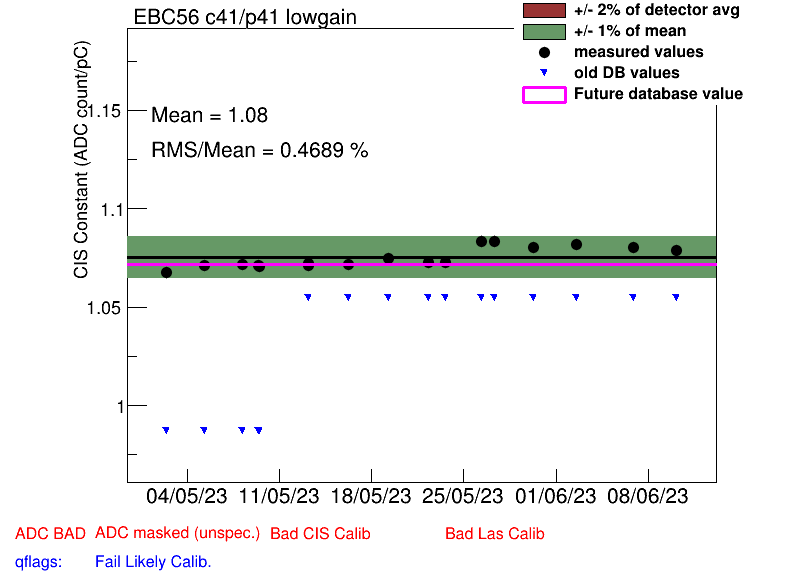 EBC56 c41/p41 lowgain
+/- 2% of detector avg
+/- 1% of mean
measured values
old DB values
Future database value
CIS Constant (ADC count/pC)
Mean = 1.08
RMS/Mean = 0.4689 %
1.15
1.1
1.05
1
04/05/23 11/05/23 18/05/23 25/05/23 01/06/23 08/06/23
ADC BAD ADC masked (unspec.) Bad CIS Calib Bad Las Calib
qflags: Fail Likely Calib.